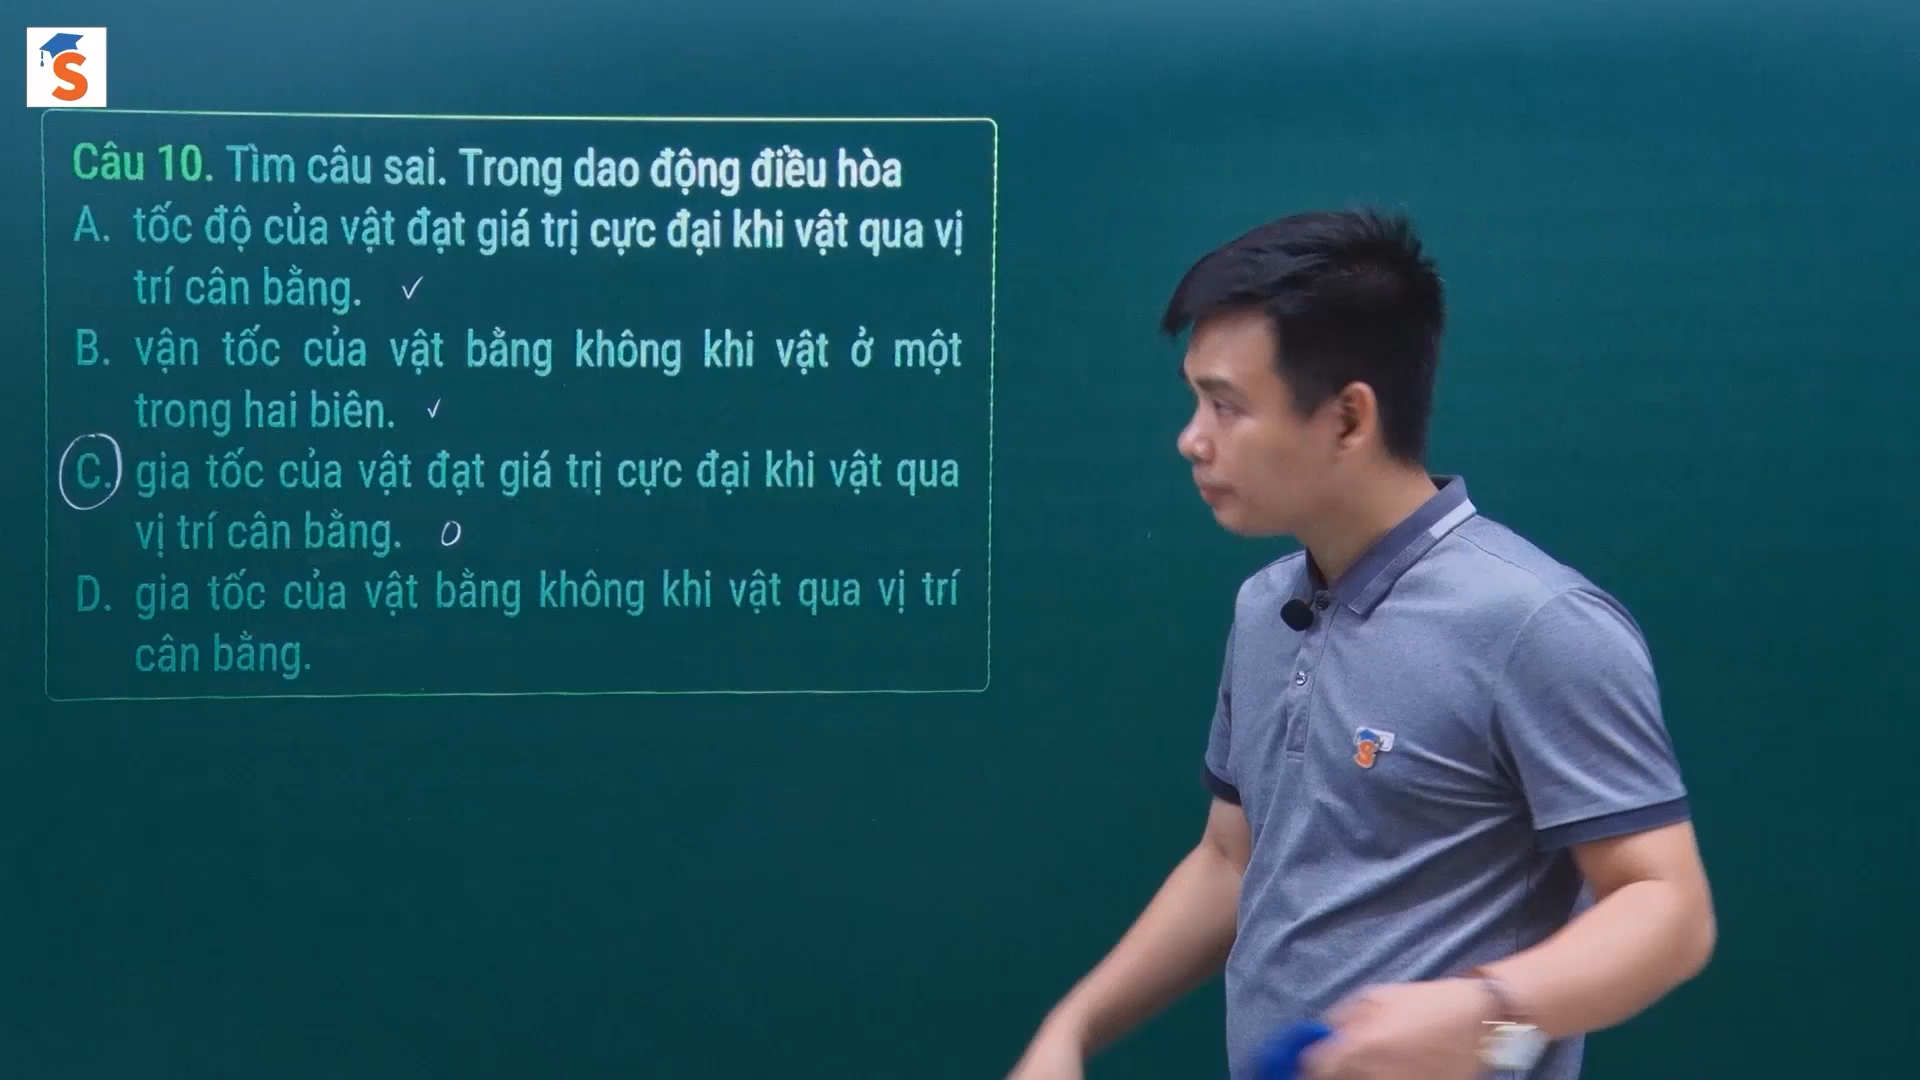 S
Câu 10. Tìm câu sai. Trong dao động điều hòa
A. tốc độ của vật đạt giá trị cực đại khi vật qua vị
trí cân bằng. ✓
B. vận tốc của vật bằng không khi vật ở một
trong hai biên. ✓
C. gia tốc của vật đạt giá trị cực đại khi vật qua
vị trí cân bằng. 0
D. gia tốc của vật bằng không khi vật qua vị trí
cân bằng.
S